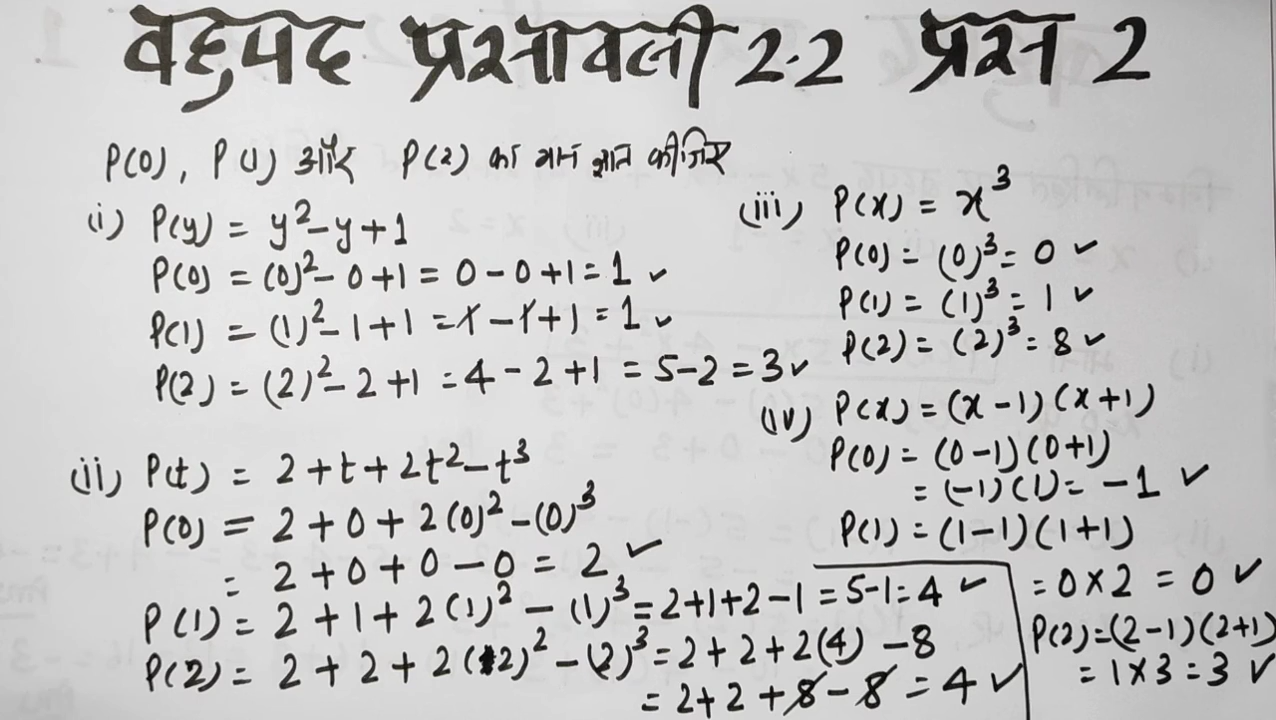 बहुपद प्रश्नावली 2.2 प्रश्न 2
P(0), P(1) और P(2) का मान ज्ञात कीजिए
(i) P(y) = y²-y+1
P(0) = (0)²-0+1 = 0-0+1 = 1 ✓
P(1) = (1)²-1+1 = 1-1+1 = 1 ✓
P(2) = (2)²-2+1 = 4-2+1 = 5-2 = 3 ✓
(ii) P(t) = 2+t+2t²-t³
P(0) = 2+0+2(0)²-(0)³
= 2+0+0-0 = 2 ✓
P(1) = 2+1+2(1)²-(1)³ = 2+1+2-1 = 5-1 = 4 ✓
P(2) = 2+2+2(2)²-(2)³ = 2+2+2(4)-8
= 2+2+8-8 = 4 ✓
(iii) P(x) = x³
P(0) = (0)³ = 0 ✓
P(1) = (1)³ = 1 ✓
P(2) = (2)³ = 8 ✓
(iv) P(x) = (x-1)(x+1)
P(0) = (0-1)(0+1)
= (-1)(1) = -1 ✓
P(1) = (1-1)(1+1)
= 0×2 = 0 ✓
P(2) = (2-1)(2+1)
= 1×3 = 3 ✓